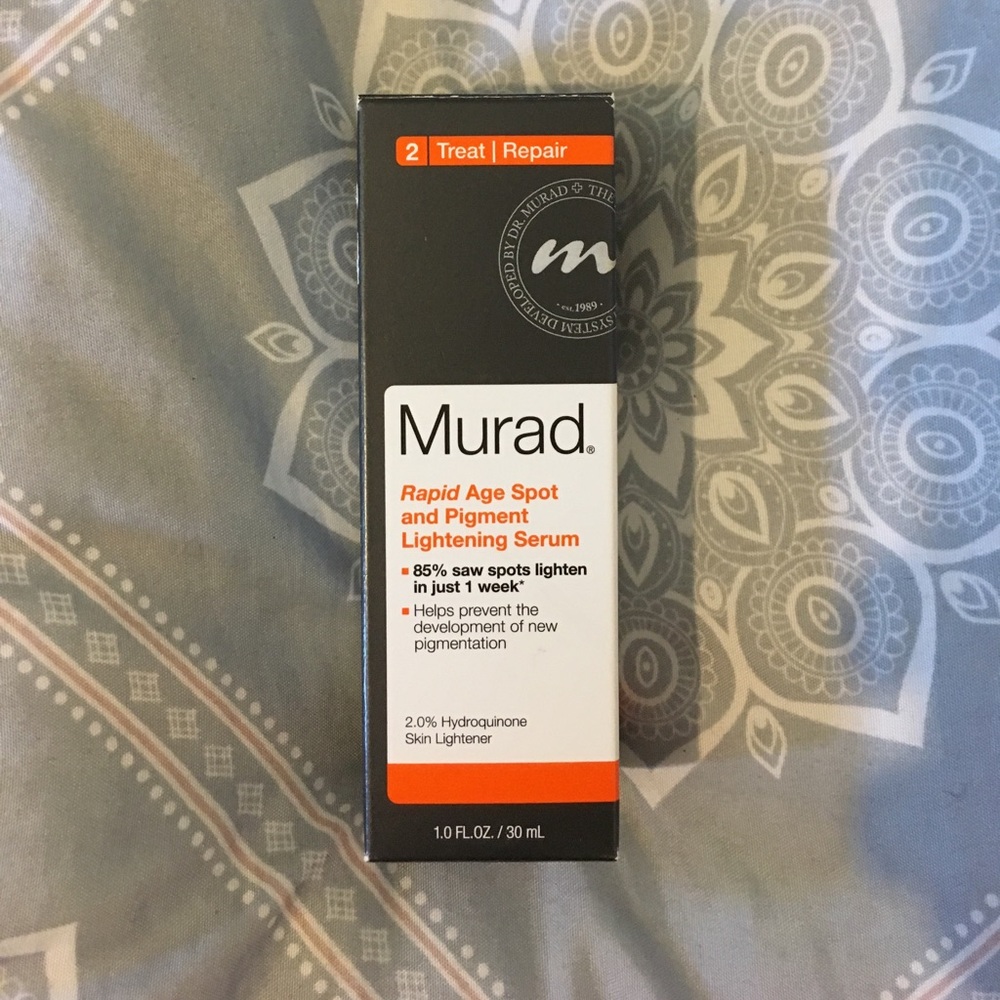 2 Treat | Repair
DEVELOPED BY DR. MURAD ✚ THE
m
• est.1989 •
SYSTEM
Murad®
Rapid Age Spot
and Pigment
Lightening Serum
▪ 85% saw spots lighten
in just 1 week*
▪ Helps prevent the
development of new
pigmentation
2.0% Hydroquinone
Skin Lightener
1.0 FL.OZ. / 30 mL